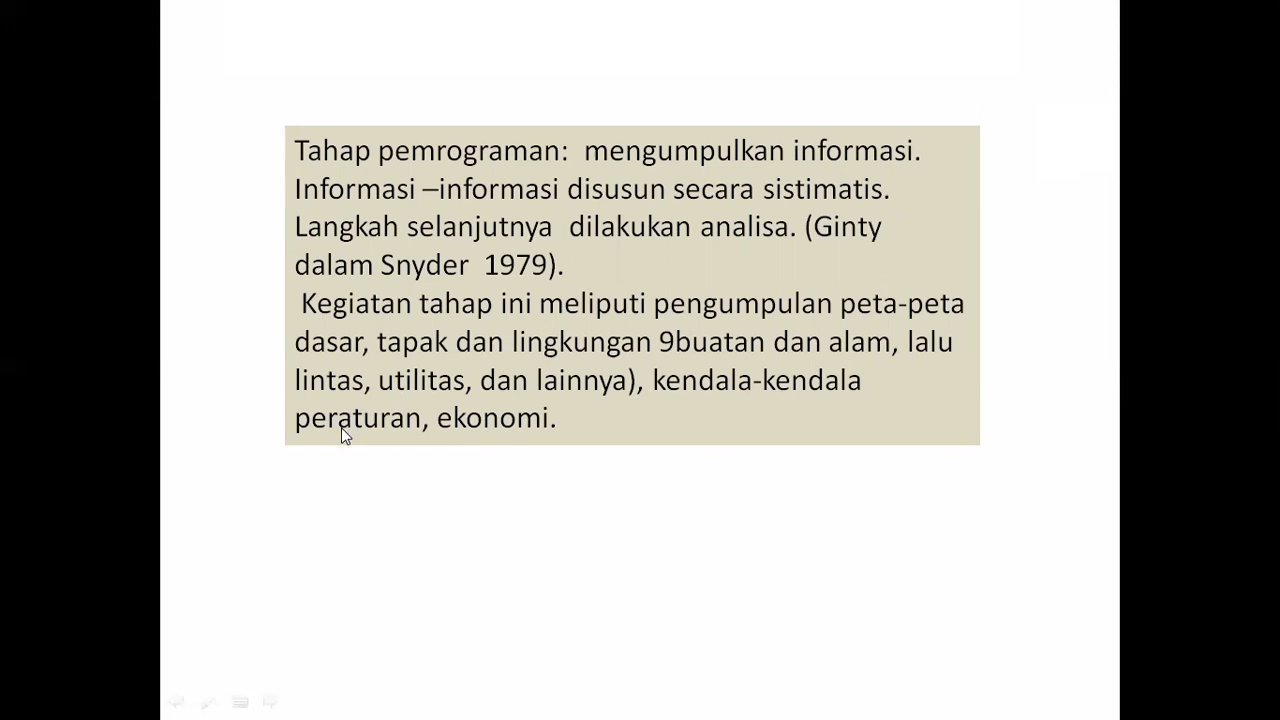 Tahap pemrograman:  mengumpulkan informasi.
Informasi –informasi disusun secara sistimatis.
Langkah selanjutnya  dilakukan analisa. (Ginty
dalam Snyder  1979).
Kegiatan tahap ini meliputi pengumpulan peta-peta
dasar, tapak dan lingkungan 9buatan dan alam, lalu
lintas, utilitas, dan lainnya), kendala-kendala
peraturan, ekonomi.